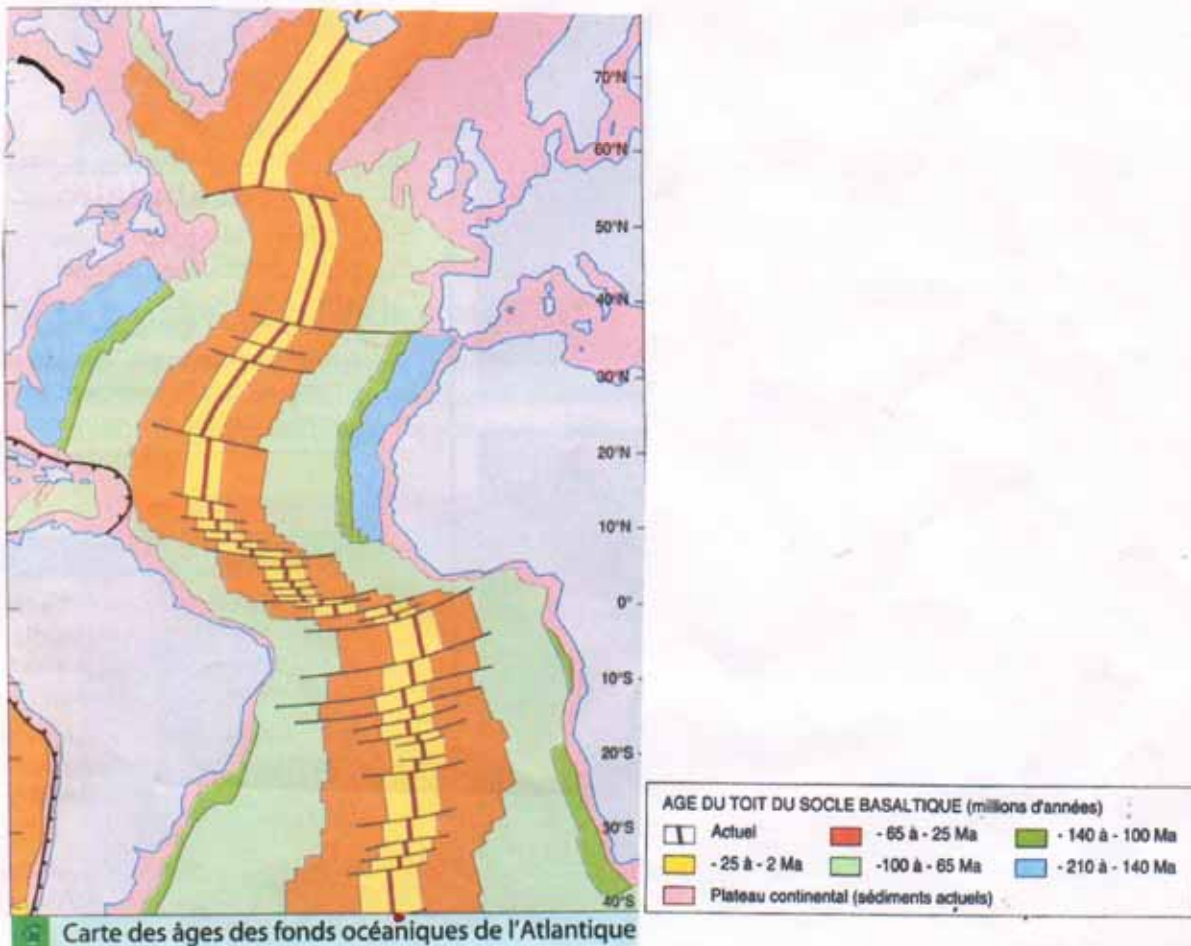 70°N
60°N
50°N
40°N
30°N
20°N
10°N
0°
10°S
20°S
30°S
40°S
AGE DU TOIT DU SOCLE BASALTIQUE (millions d'années)
Actuel
- 65 à - 25 Ma
- 140 à - 100 Ma
- 25 à - 2 Ma
-100 à - 65 Ma
- 210 à - 140 Ma
Plateau continental (sédiments actuels)
Carte des âges des fonds océaniques de l'Atlantique